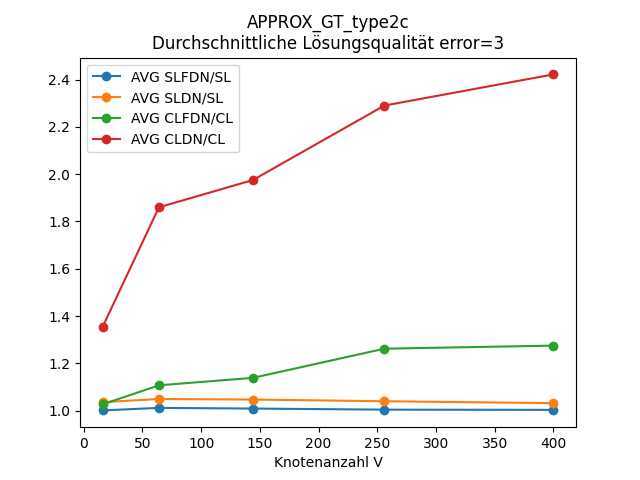 APPROX_GT_type2c
Durchschnittliche Lösungsqualität error=3
AVG SLFDN/SL
AVG SLDN/SL
AVG CLFDN/CL
AVG CLDN/CL
2.4
2.2
2.0
1.8
1.6
1.4
1.2
1.0
0 50 100 150 200 250 300 350 400
Knotenanzahl V